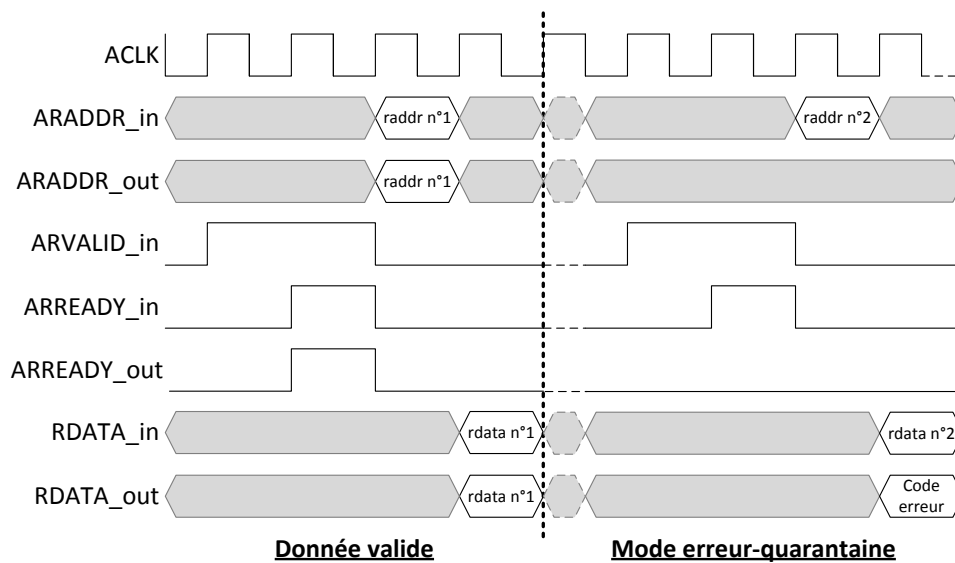 ACLK
ARADDR_in
raddr n°1
raddr n°2
ARADDR_out
raddr n°1
ARVALID_in
ARREADY_in
ARREADY_out
RDATA_in
rdata n°1
rdata n°2
RDATA_out
rdata n°1
Code
erreur
Donnée valide
Mode erreur-quarantaine